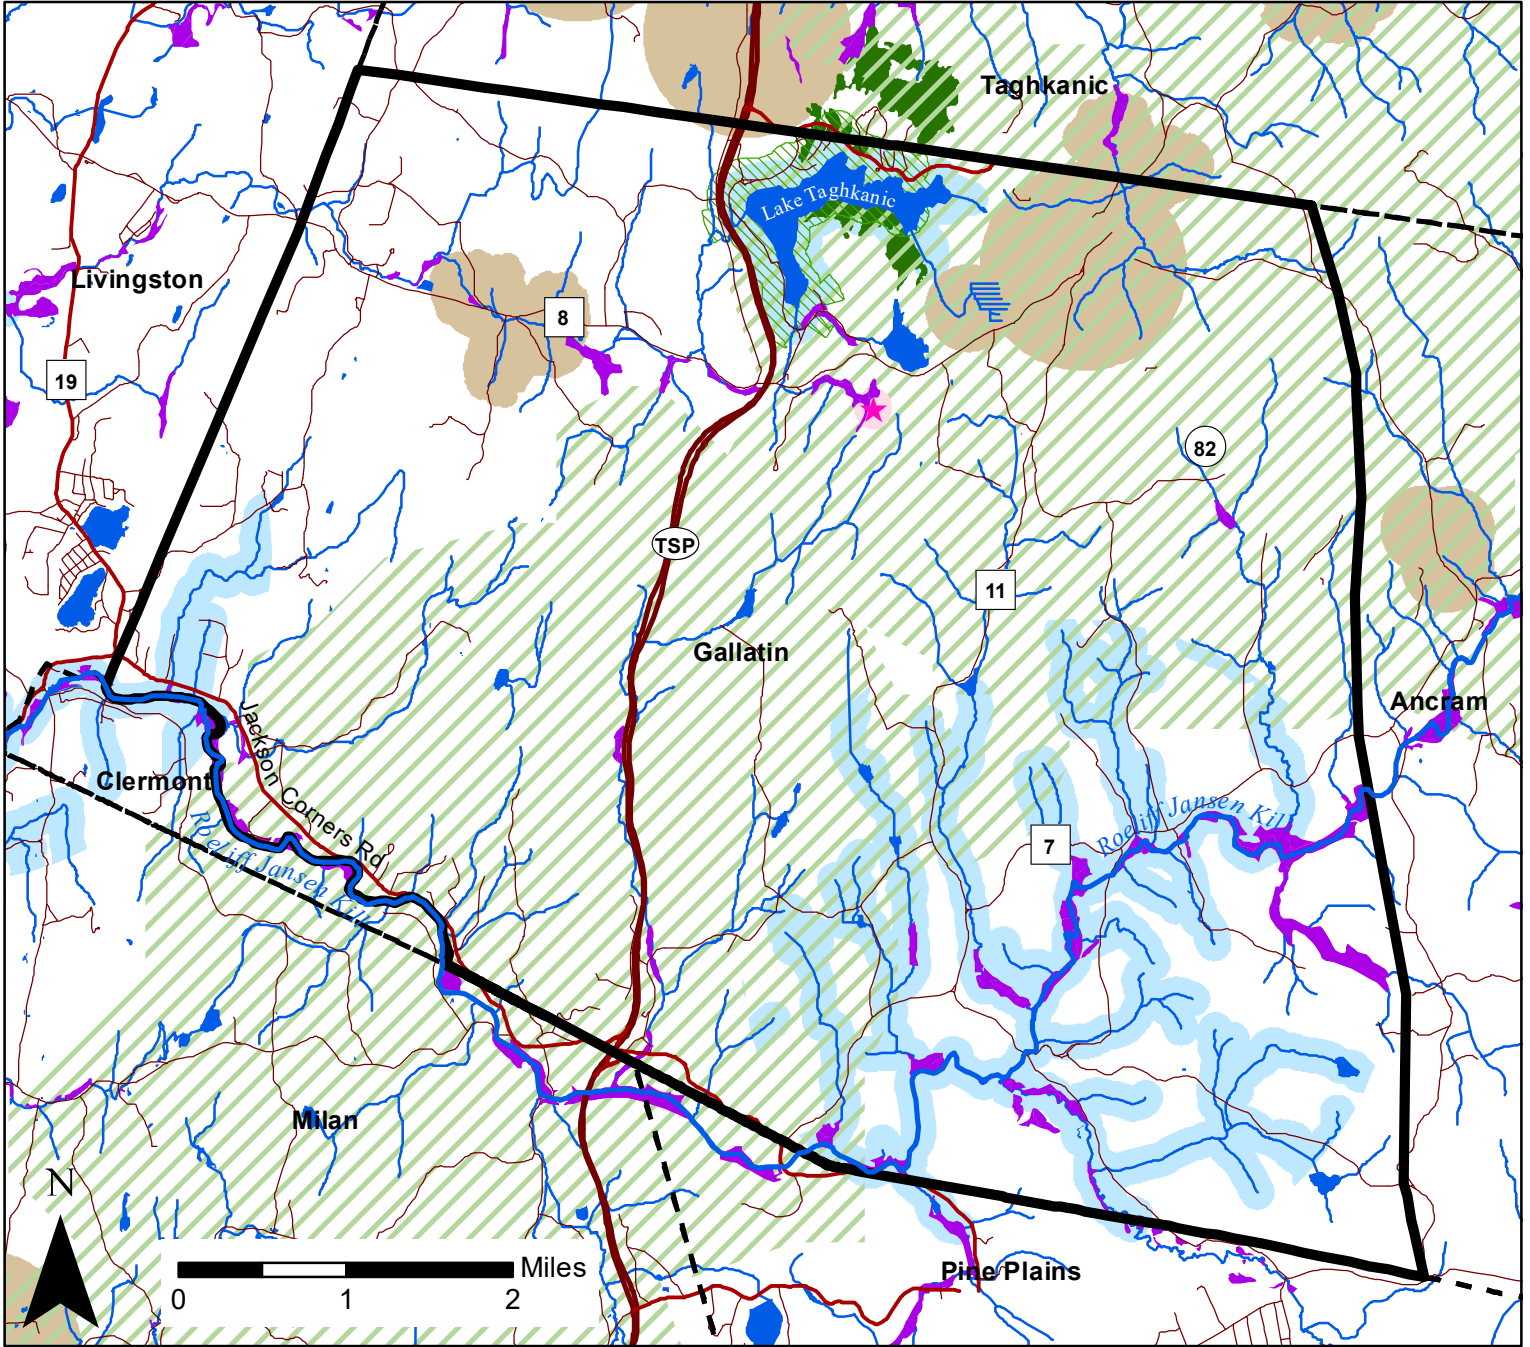 Taghkanic
Lake Taghkanic
Livingston
8
19
82
TSP
11
Gallatin
Ancram
Jackson Corners Rd
Clermont
Roeliff Jansen Kill
Roeliff Jansen Kill
7
Milan
N
Miles
0 1 2
Pine Plains